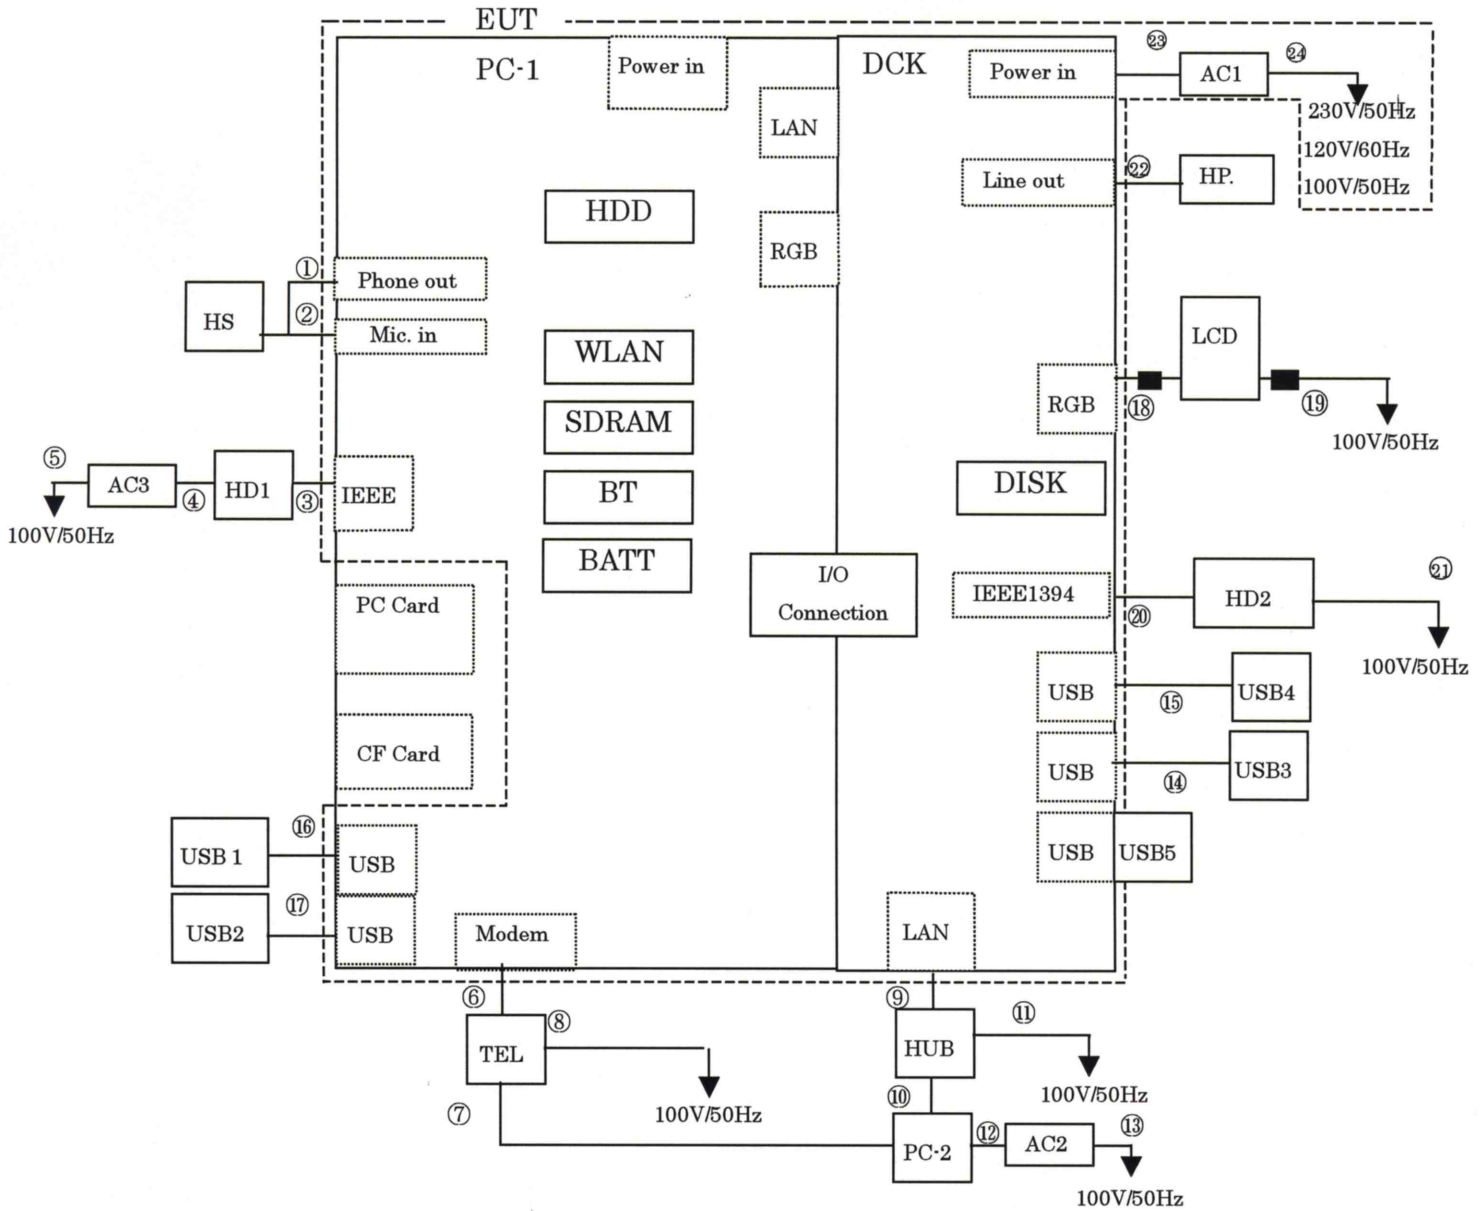 EUT
PC-1
Power in
DCK
Power in
㉓
AC1
㉔
230V/50Hz
120V/60Hz
100V/50Hz
LAN
Line out
㉒
HP.
HDD
RGB
①
Phone out
HS
②
Mic. in
WLAN
LCD
RGB
⑱
⑲
100V/50Hz
SDRAM
⑤
AC3
④
HD1
③
IEEE
100V/50Hz
BT
DISK
BATT
I/O
Connection
IEEE1394
⑳
HD2
㉑
100V/50Hz
PC Card
USB
⑮
USB4
CF Card
USB
⑭
USB3
USB 1
⑯
USB
USB
USB5
USB2
⑰
USB
Modem
LAN
⑥
⑧
TEL
100V/50Hz
⑦
⑨
HUB
⑪
100V/50Hz
⑩
PC-2
⑫
AC2
⑬
100V/50Hz